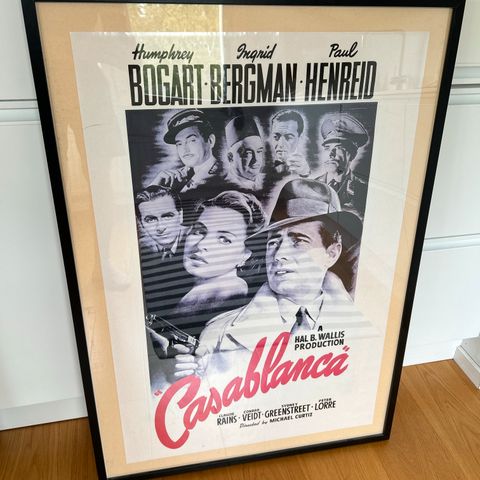 Humphrey Ingrid Paul
BOGART · BERGMAN · HENREID
A
HAL B. WALLIS
PRODUCTION
"Casablanca"
CLAUDE CONRAD SYDNEY PETER
RAINS · VEIDT · GREENSTREET · LORRE
Directed by MICHAEL CURTIZ